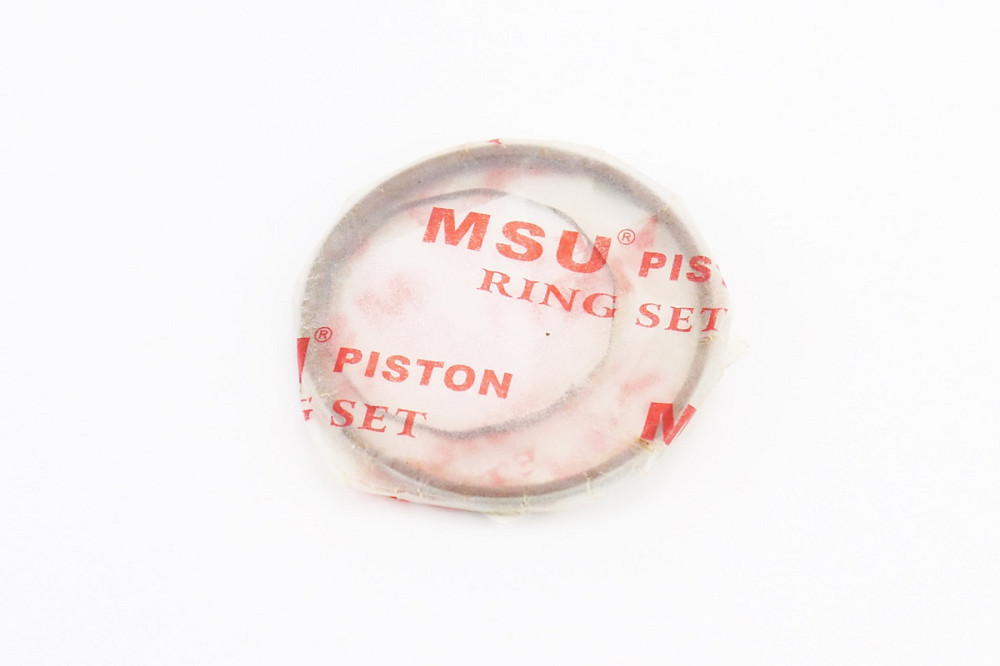 MSU® PIS
RING SET
® PISTON
SET
M